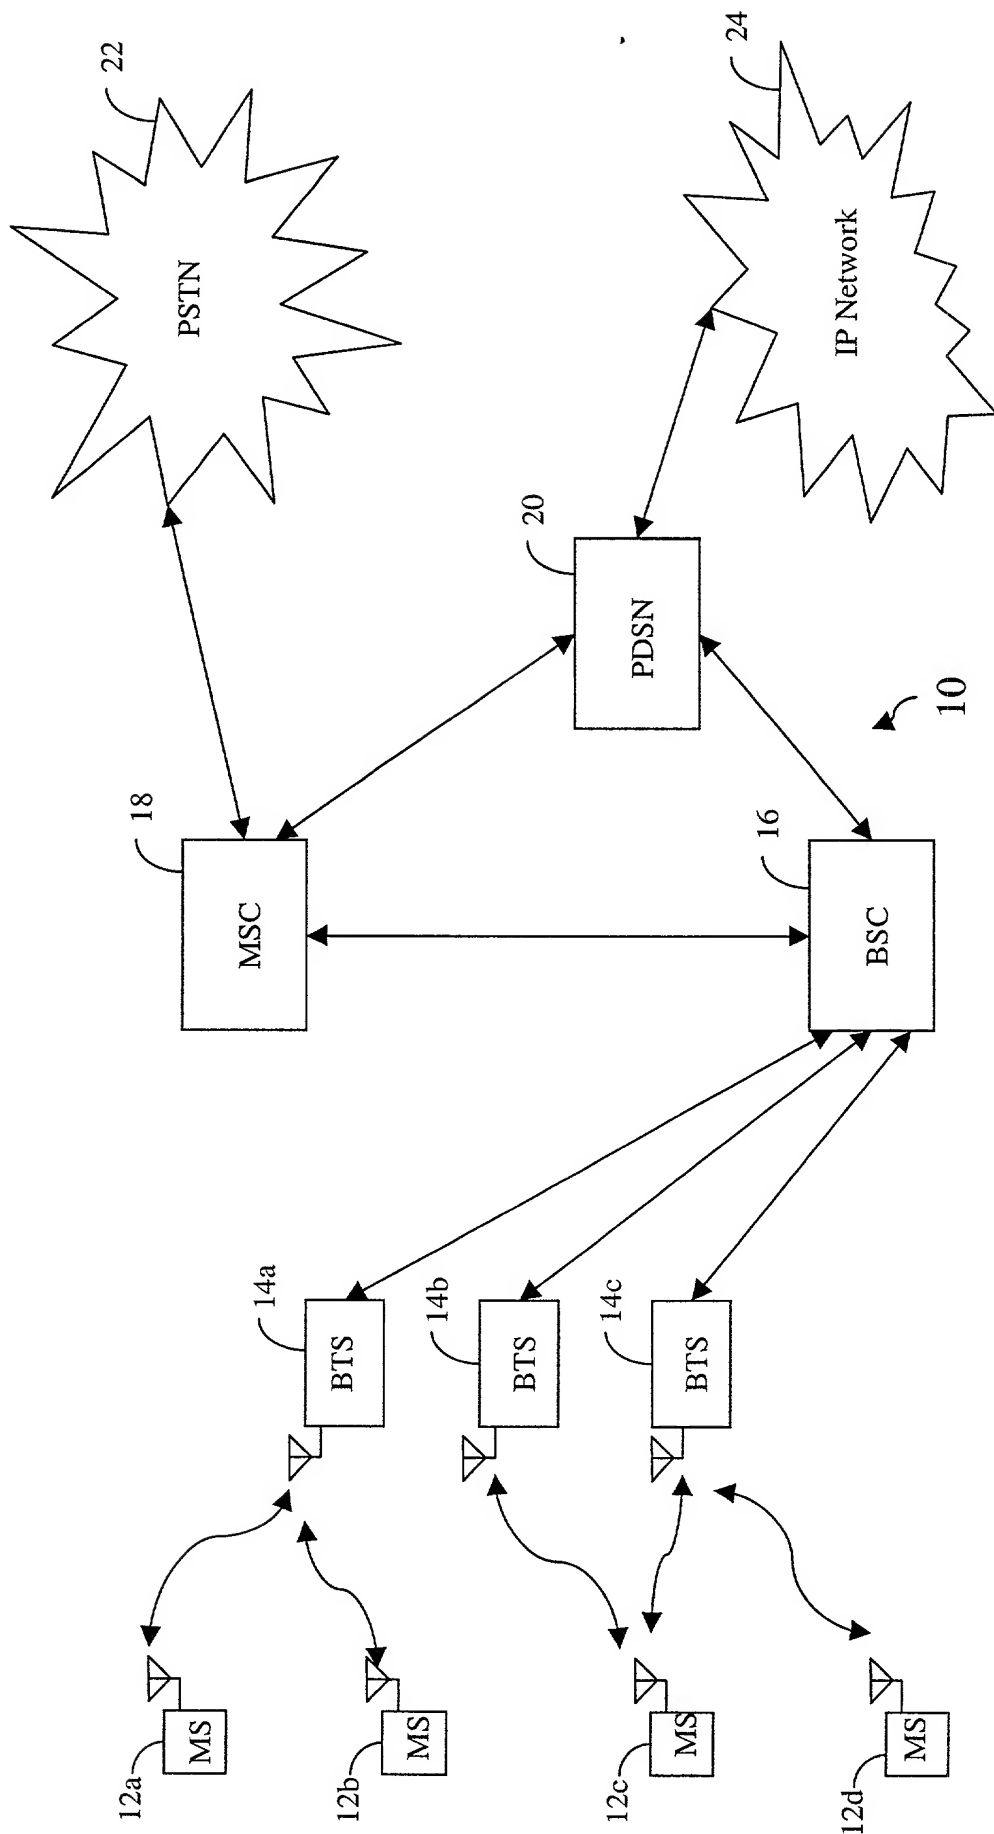 12a
MS
12b
MS
12c
MS
12d
MS
14a
BTS
14b
BTS
14c
BTS
18
MSC
16
BSC
20
PDSN
22
PSTN
24
IP Network
10